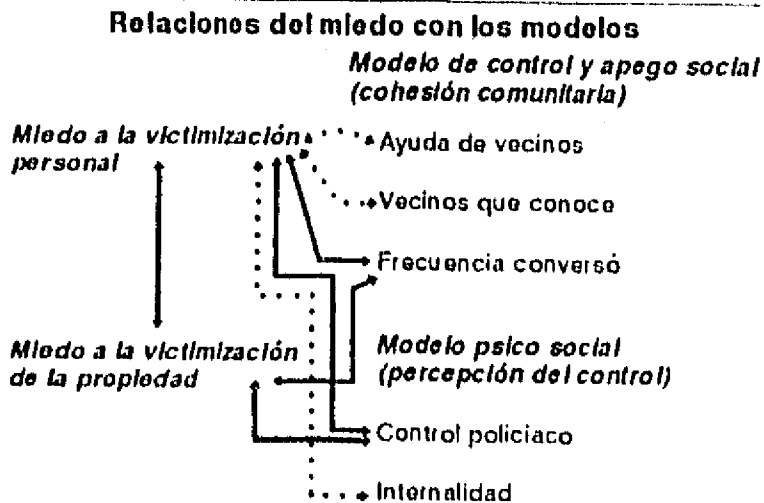 Relaciones del miedo con los modelos
Modelo de control y apego social
(cohesión comunitaria)
Miedo a la victimización
personal
Ayuda de vecinos
Vecinos que conoce
Frecuencia conversó
Miedo a la victimización
de la propiedad
Modelo psico social
(percepción del control)
Control policiaco
Internalidad